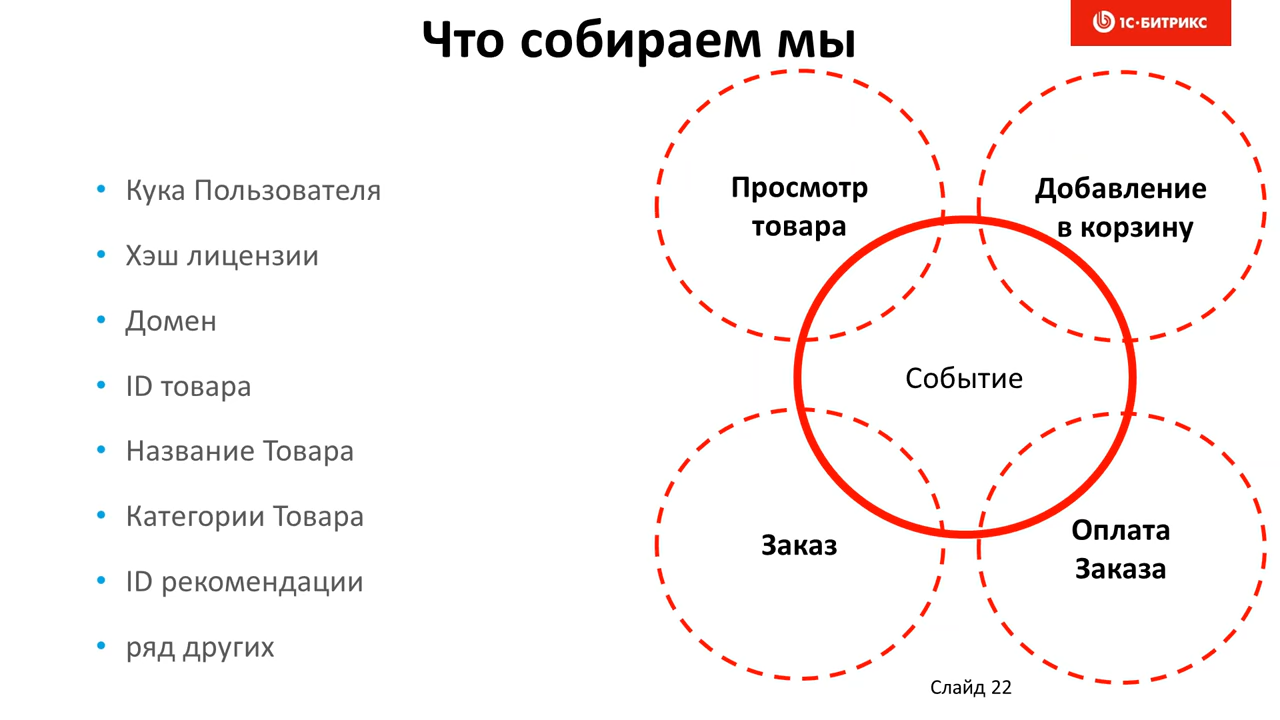 Что собираем мы
1С-БИТРИКС
• Кука Пользователя
• Хэш лицензии
• Домен
• ID товара
• Название Товара
• Категории Товара
• ID рекомендации
• ряд других
Просмотр
товара
Добавление
в корзину
Событие
Заказ
Оплата
Заказа
Слайд 22